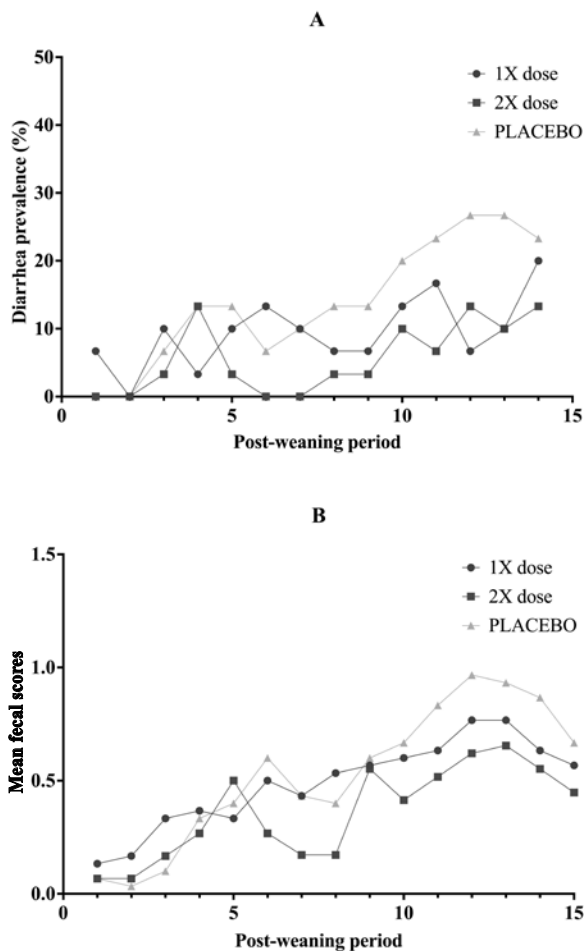 A
Diarrhea prevalence (%)
50
40
30
20
10
0
1X dose
2X dose
PLACEBO
0
5
10
15
Post-weaning period
B
Mean fecal scores
1.5
1.0
0.5
0.0
1X dose
2X dose
PLACEBO
0
5
10
15
Post-weaning period